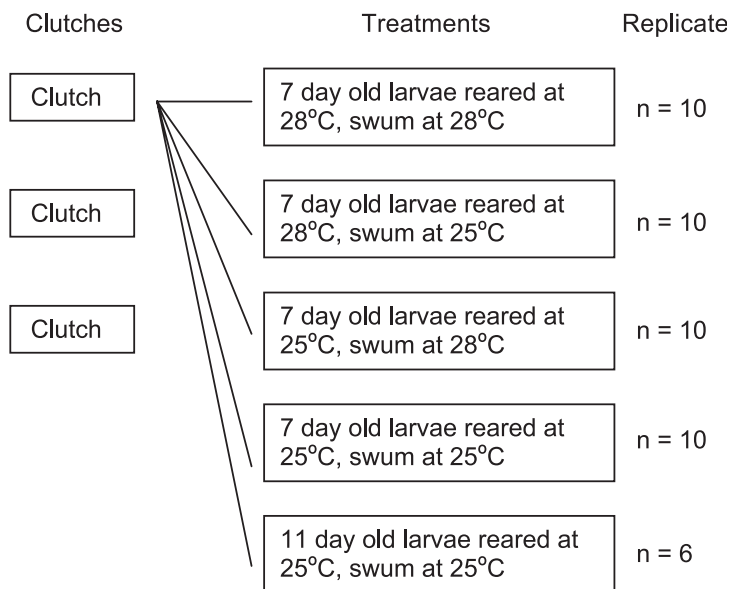 Clutches Treatments Replicate
Clutch
7 day old larvae reared at
28°C, swum at 28°C
n = 10
Clutch
7 day old larvae reared at
28°C, swum at 25°C
n = 10
Clutch
7 day old larvae reared at
25°C, swum at 28°C
n = 10
7 day old larvae reared at
25°C, swum at 25°C
n = 10
11 day old larvae reared at
25°C, swum at 25°C
n = 6